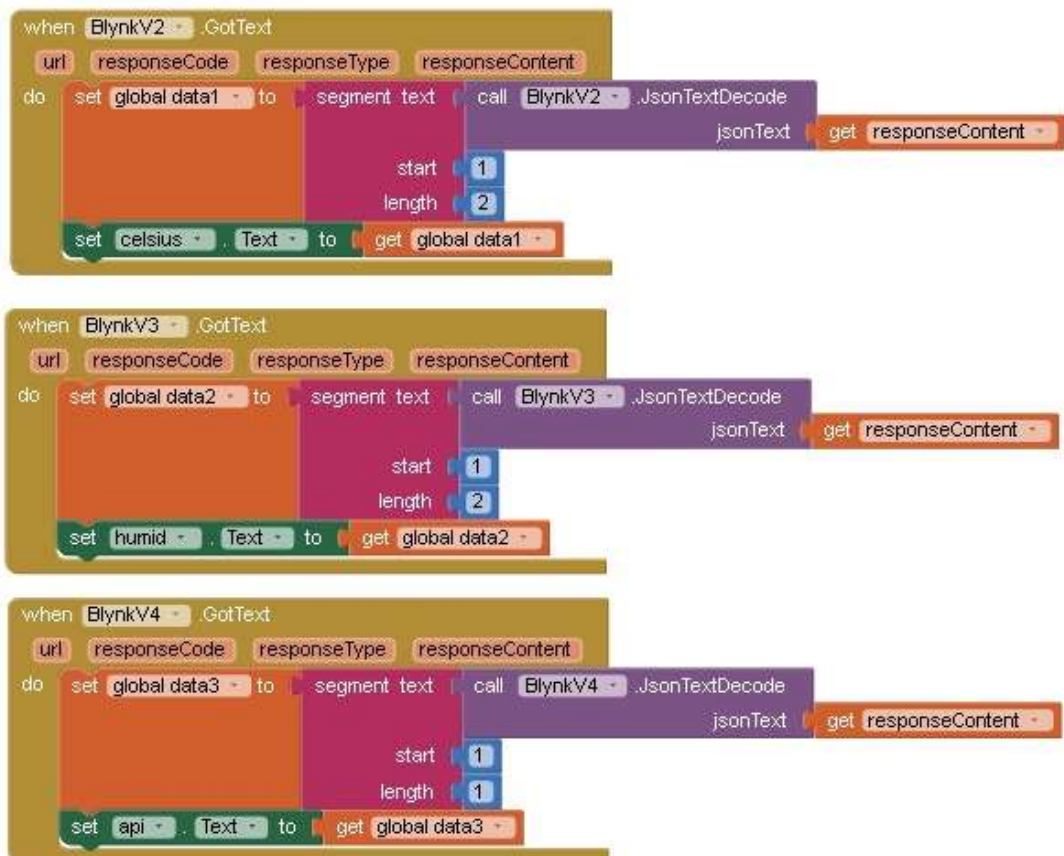 when BlynkV2 .GotText
url responseCode responseType responseContent
do set global data1 to segment text call BlynkV2 .JsonTextDecode
jsonText get responseContent
start 1
length 2
set celsius . Text to get global data1
when BlynkV3 .GotText
url responseCode responseType responseContent
do set global data2 to segment text call BlynkV3 .JsonTextDecode
jsonText get responseContent
start 1
length 2
set humid . Text to get global data2
when BlynkV4 .GotText
url responseCode responseType responseContent
do set global data3 to segment text call BlynkV4 .JsonTextDecode
jsonText get responseContent
start 1
length 1
set api . Text to get global data3